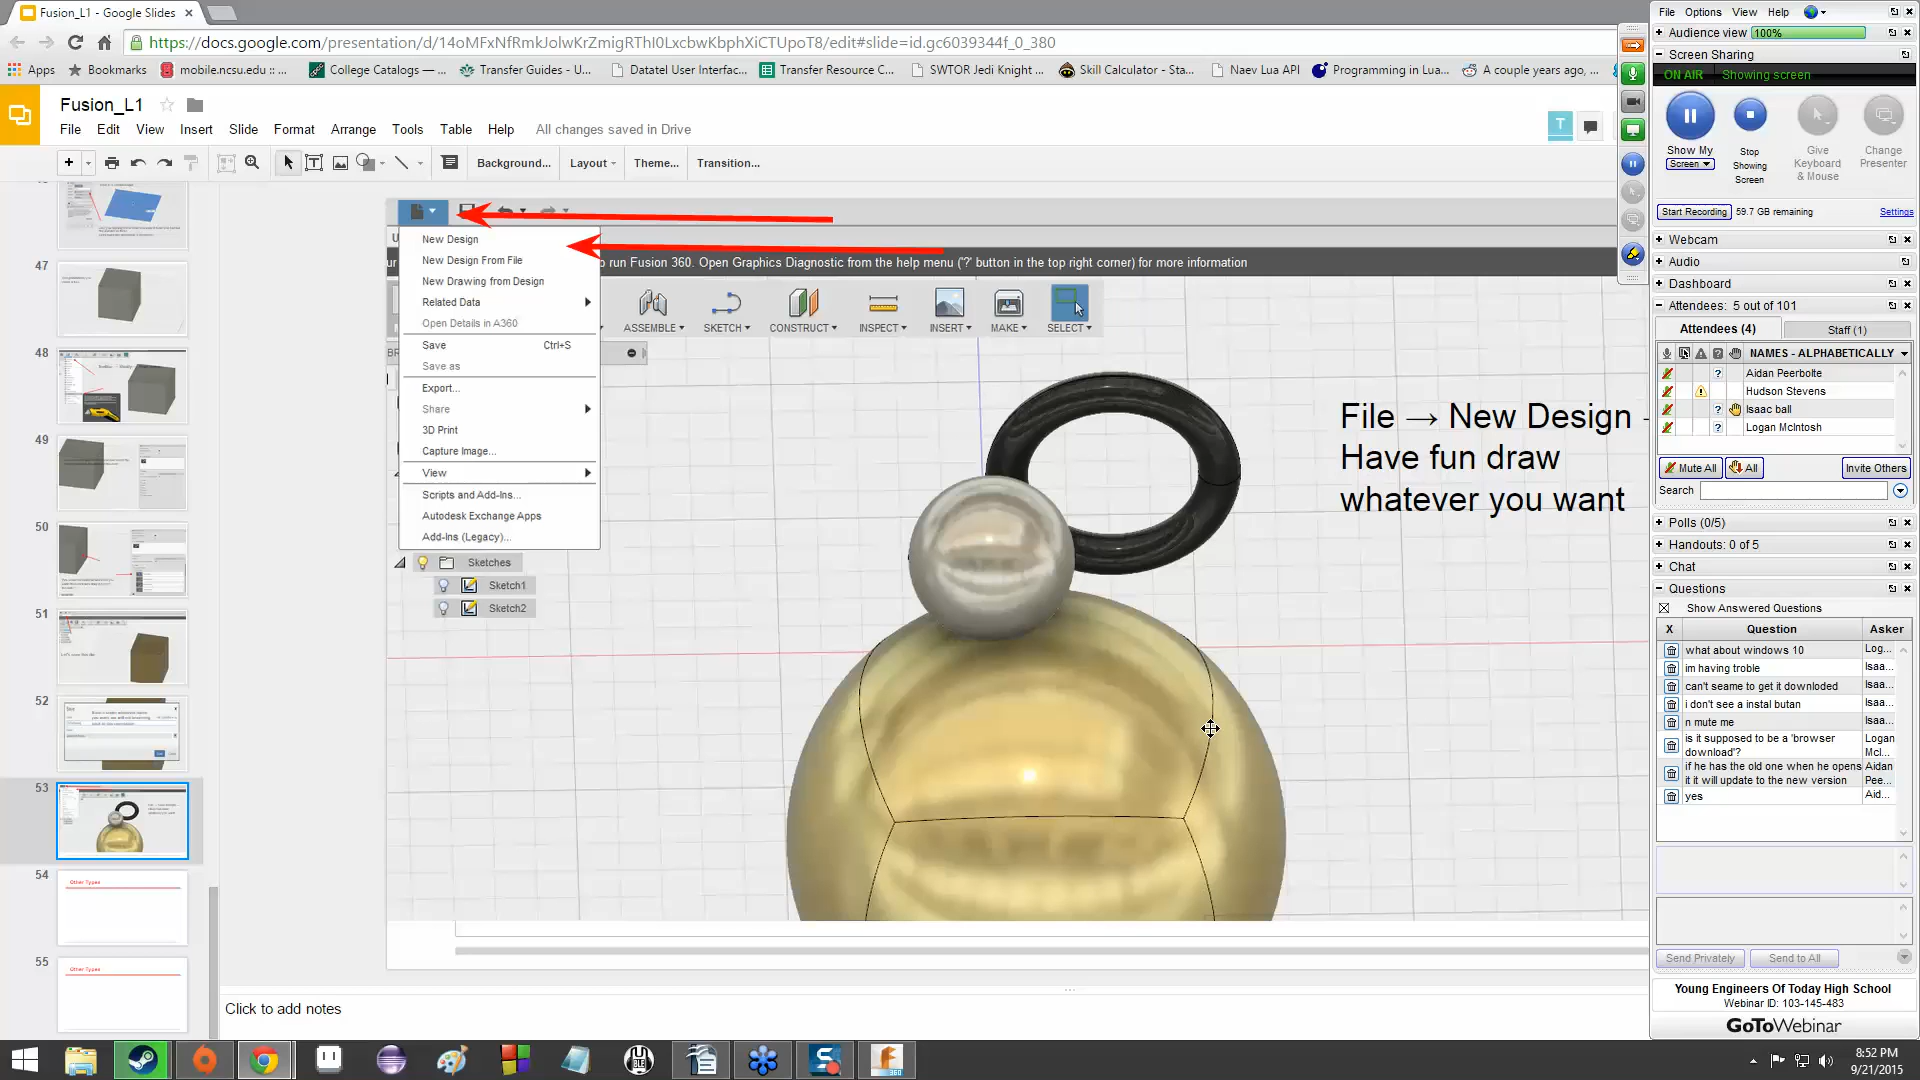 Fusion_L1 - Google Slides
https://docs.google.com/presentation/d/14oMFxNfRmkJolwKrZmigRThI0LxcbwKbphXiCTUpoT8/edit#slide=id.gc6039344f_0_380
Apps Bookmarks mobile.ncsu.edu :: ... College Catalogs — ... Transfer Guides - U... Datatel User Interfac... Transfer Resource C... SWTOR Jedi Knight ... Skill Calculator - Sta... Naev Lua API Programming in Lua... A couple years ago, ...
Fusion_L1
File Edit View Insert Slide Format Arrange Tools Table Help All changes saved in Drive
T
Background... Layout Theme... Transition...
47
48
49
50
51
52
53
54
Other Types
55
Other Types
New Design
New Design From File
New Drawing from Design
Related Data
Open Details in A360
Save Ctrl+S
Save as
Export...
Share
3D Print
Capture Image...
View
Scripts and Add-Ins...
Autodesk Exchange Apps
Add-Ins (Legacy)...
run Fusion 360. Open Graphics Diagnostic from the help menu ('?' button in the top right corner) for more information
ASSEMBLE SKETCH CONSTRUCT INSPECT INSERT MAKE SELECT
Sketches
Sketch1
Sketch2
File → New Design -
Have fun draw
whatever you want
Click to add notes
File Options View Help
Audience view 100%
Screen Sharing
ON AIR Showing screen
Show My
Screen
Stop
Showing
Screen
Give
Keyboard
& Mouse
Change
Presenter
Start Recording 59.7 GB remaining Settings
Webcam
Audio
Dashboard
Attendees: 5 out of 101
Attendees (4) Staff (1)
NAMES - ALPHABETICALLY
Aidan Peerbolte
Hudson Stevens
Isaac ball
Logan McIntosh
Mute All All Invite Others
Search
Polls (0/5)
Handouts: 0 of 5
Chat
Questions
Show Answered Questions
X Question Asker
what about windows 10 Log...
im having troble Isaa...
can't seame to get it downloded Isaa...
i don't see a instal butan Isaa...
n mute me Isaa...
is it supposed to be a 'browser Logan
download'? McI...
if he has the old one when he opens Aidan
it it will update to the new version Pee...
yes Aid...
Send Privately Send to All
Young Engineers Of Today High School
Webinar ID: 103-145-483
GoToWebinar
8:52 PM
9/21/2015